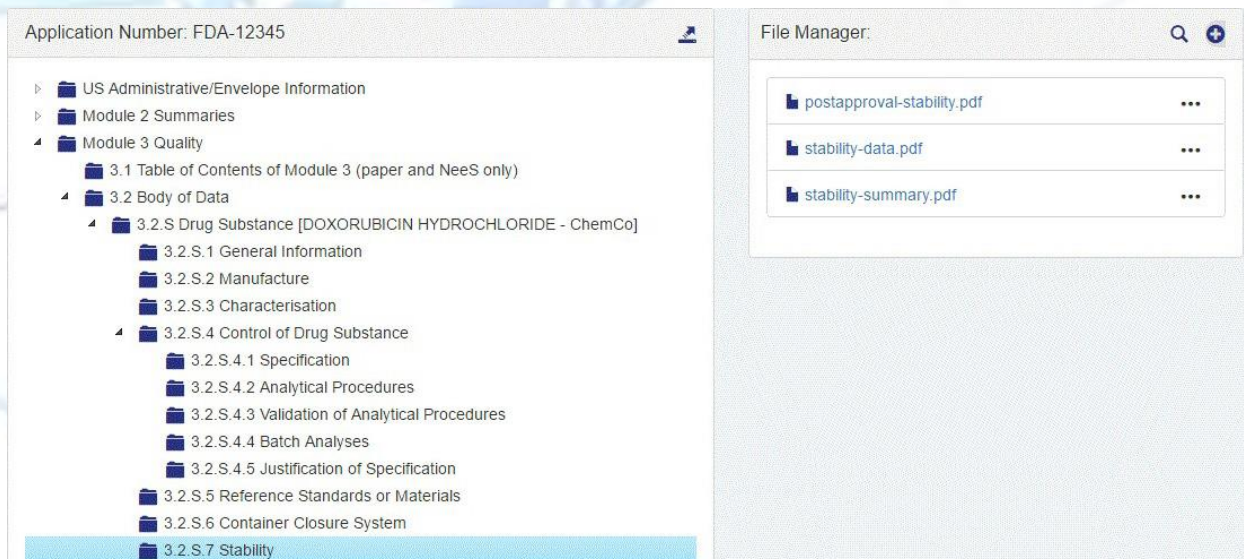 Application Number: FDA-12345
US Administrative/Envelope Information
Module 2 Summaries
Module 3 Quality
3.1 Table of Contents of Module 3 (paper and NeeS only)
3.2 Body of Data
3.2.S Drug Substance [DOXORUBICIN HYDROCHLORIDE - ChemCo]
3.2.S.1 General Information
3.2.S.2 Manufacture
3.2.S.3 Characterisation
3.2.S.4 Control of Drug Substance
3.2.S.4.1 Specification
3.2.S.4.2 Analytical Procedures
3.2.S.4.3 Validation of Analytical Procedures
3.2.S.4.4 Batch Analyses
3.2.S.4.5 Justification of Specification
3.2.S.5 Reference Standards or Materials
3.2.S.6 Container Closure System
3.2.S.7 Stability
File Manager:
postapproval-stability.pdf
stability-data.pdf
stability-summary.pdf